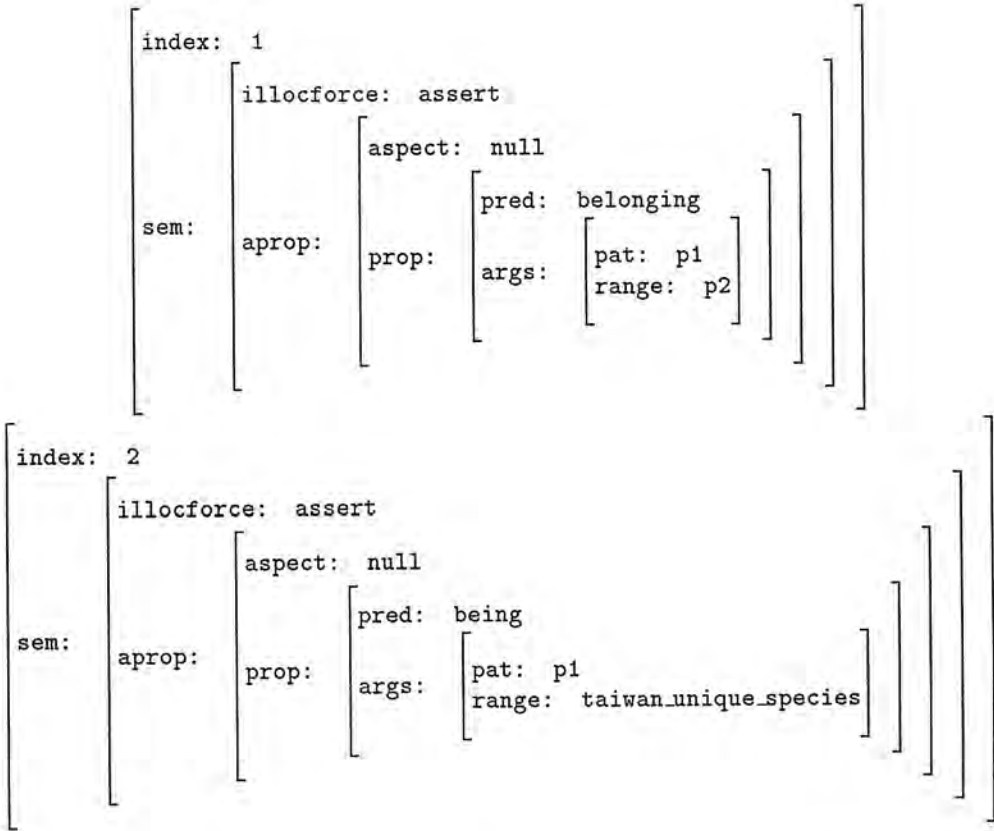 index: 1
illocforce: assert
aspect: null
pred: belonging
sem:
aprop:
prop:
args:
pat: p1
range: p2
index: 2
illocforce: assert
aspect: null
pred: being
sem:
aprop:
prop:
args:
pat: p1
range: taiwan_unique_species